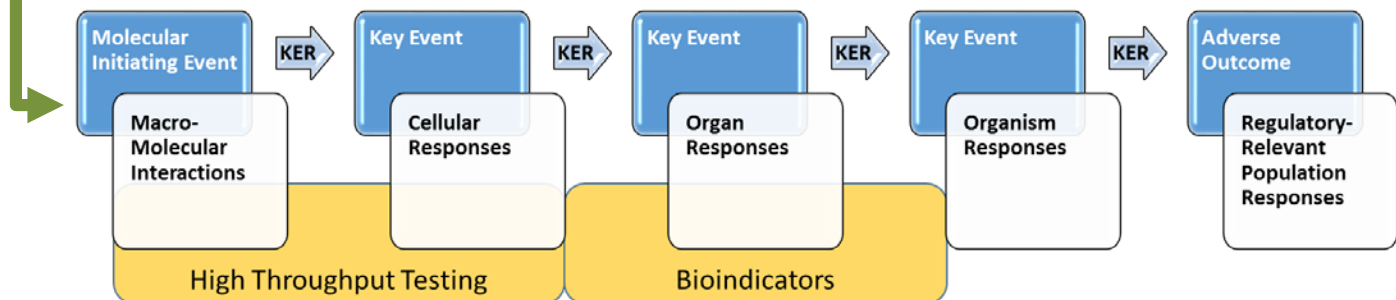 Molecular
Initiating Event
KER
Key Event
KER
Key Event
KER
Key Event
KER
Adverse
Outcome
Macro-
Molecular
Interactions
Cellular
Responses
Organ
Responses
Organism
Responses
Regulatory-
Relevant
Population
Responses
High Throughput Testing
Bioindicators